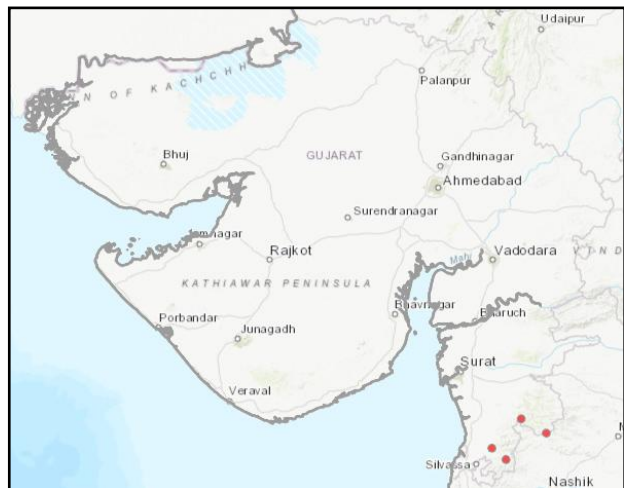 Udaipur
Palanpur
N OF KACHCHH
Bhuj
GUJARAT
Gandhinagar
Ahmedabad
Surendranagar
Rajkot
Mahi
Vadodara
VIND
KATHIAWAR PENINSULA
Bhavnagar
Bharuch
Porbandar
Junagadh
Surat
Veraval
Silvassa
Nashik